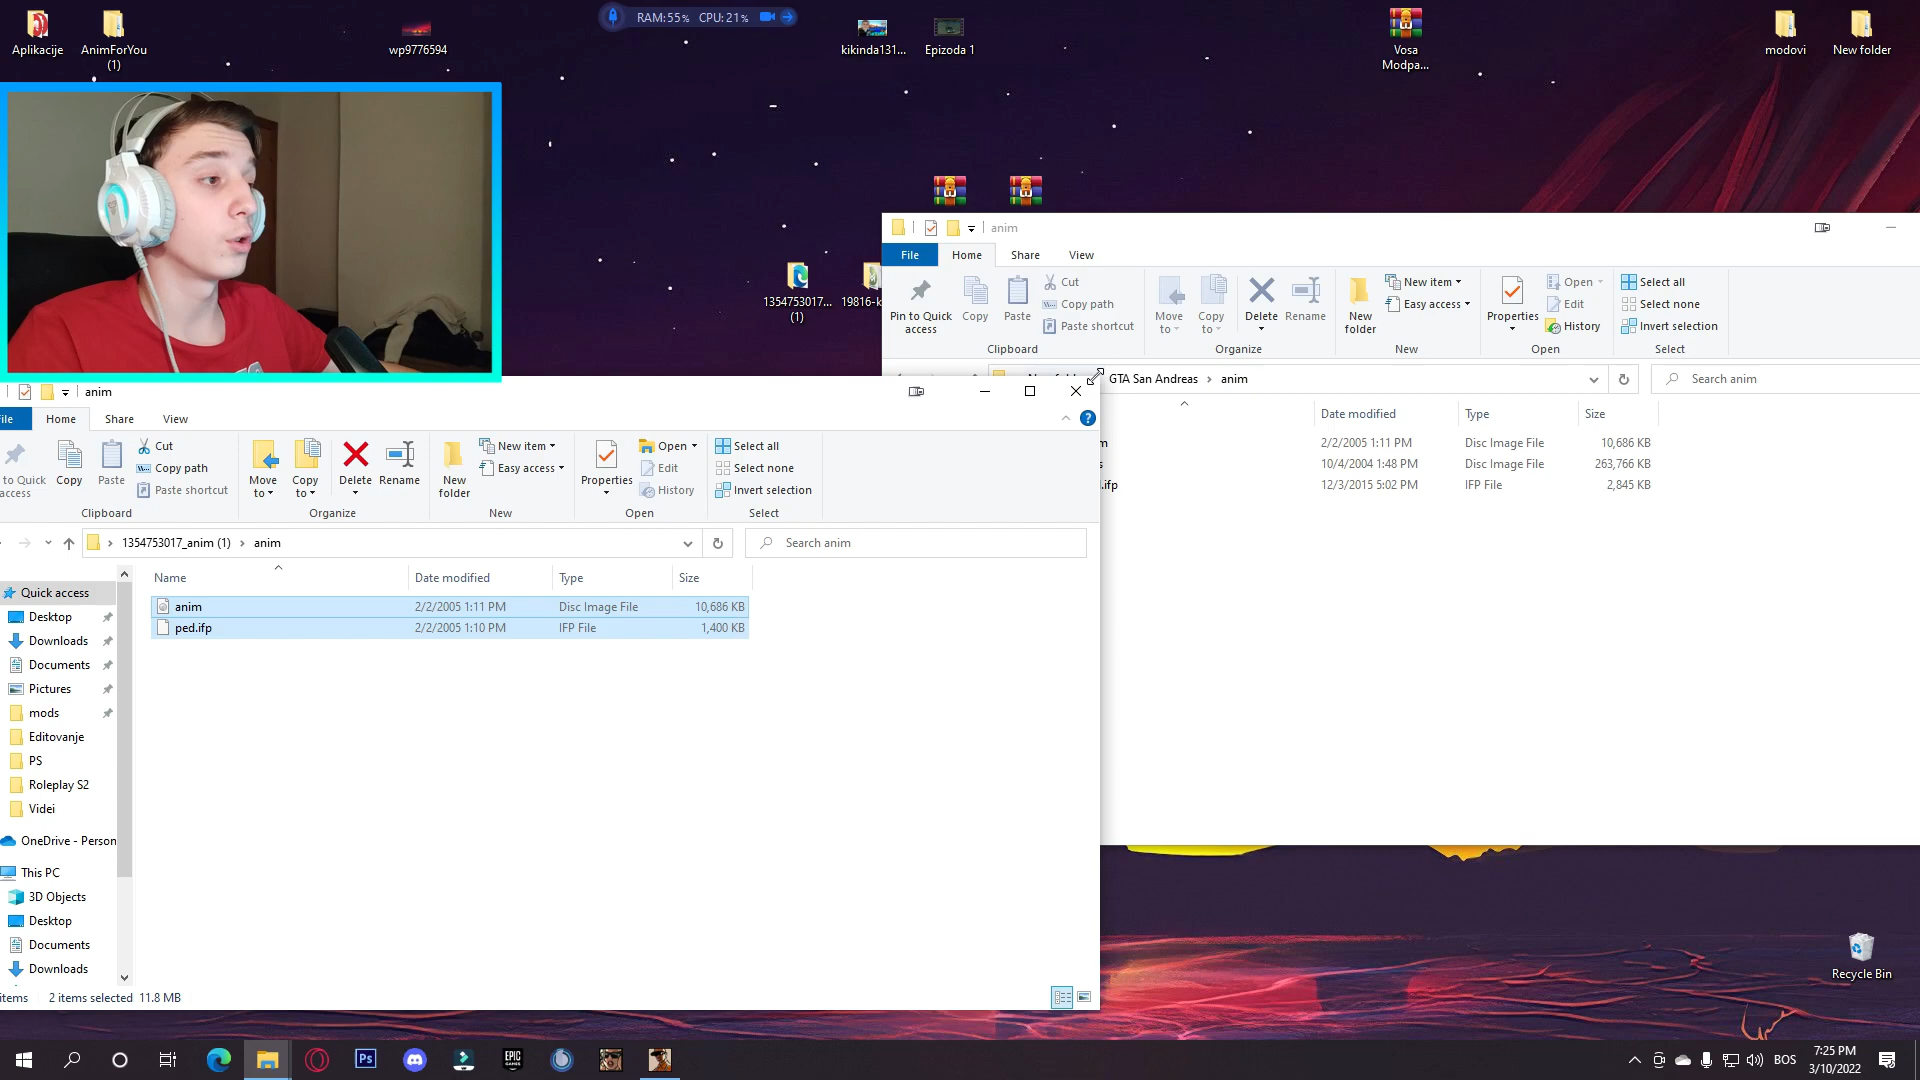 RAM: 55% CPU: 21%
Aplikacije
AnimForYou
(1)
wp9776594
kikinda131...
Epizoda 1
Vosa
Modpa...
modovi
New folder
1354753017...
(1)
19816-k
anim
File Home Share View
Pin to Quick
access
Copy
Paste
Cut
Copy path
Paste shortcut
Move
to
Copy
to
Delete
Rename
New
folder
New item
Easy access
Properties
Open
Edit
History
Select all
Select none
Invert selection
Clipboard Organize New Open Select
GTA San Andreas > anim
Search anim
Date modified Type Size
2/2/2005 1:11 PM Disc Image File 10,686 KB
10/4/2004 1:48 PM Disc Image File 263,766 KB
.ifp 12/3/2015 5:02 PM IFP File 2,845 KB
anim
ile Home Share View
to Quick
access
Copy
Paste
Cut
Copy path
Paste shortcut
Move
to
Copy
to
Delete
Rename
New
folder
New item
Easy access
Properties
Open
Edit
History
Select all
Select none
Invert selection
Clipboard Organize New Open Select
1354753017_anim (1) > anim
Search anim
Name Date modified Type Size
anim 2/2/2005 1:11 PM Disc Image File 10,686 KB
ped.ifp 2/2/2005 1:10 PM IFP File 1,400 KB
Quick access
Desktop
Downloads
Documents
Pictures
mods
Editovanje
PS
Roleplay S2
Videi
OneDrive - Person
This PC
3D Objects
Desktop
Documents
Downloads
items 2 items selected 11.8 MB
Recycle Bin
Ps
EPIC
GAMES
BOS
7:25 PM
3/10/2022